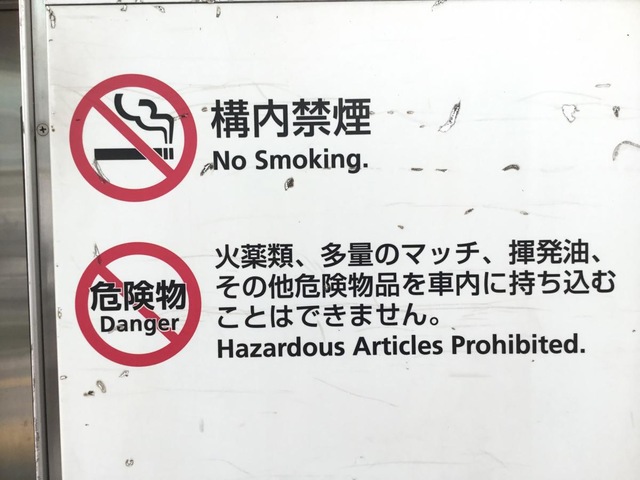 構内禁煙
No Smoking.
危険物
Danger
火薬類、多量のマッチ、揮発油、
その他危険物品を車内に持ち込む
ことはできません。
Hazardous Articles Prohibited.